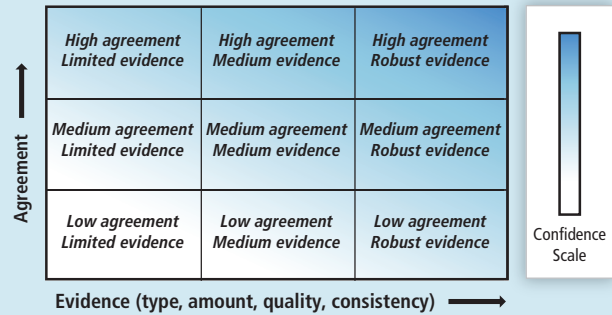 High agreement
Limited evidence
High agreement
Medium evidence
High agreement
Robust evidence
Medium agreement
Limited evidence
Medium agreement
Medium evidence
Medium agreement
Robust evidence
Low agreement
Limited evidence
Low agreement
Medium evidence
Low agreement
Robust evidence
Agreement
Evidence (type, amount, quality, consistency)
Confidence
Scale